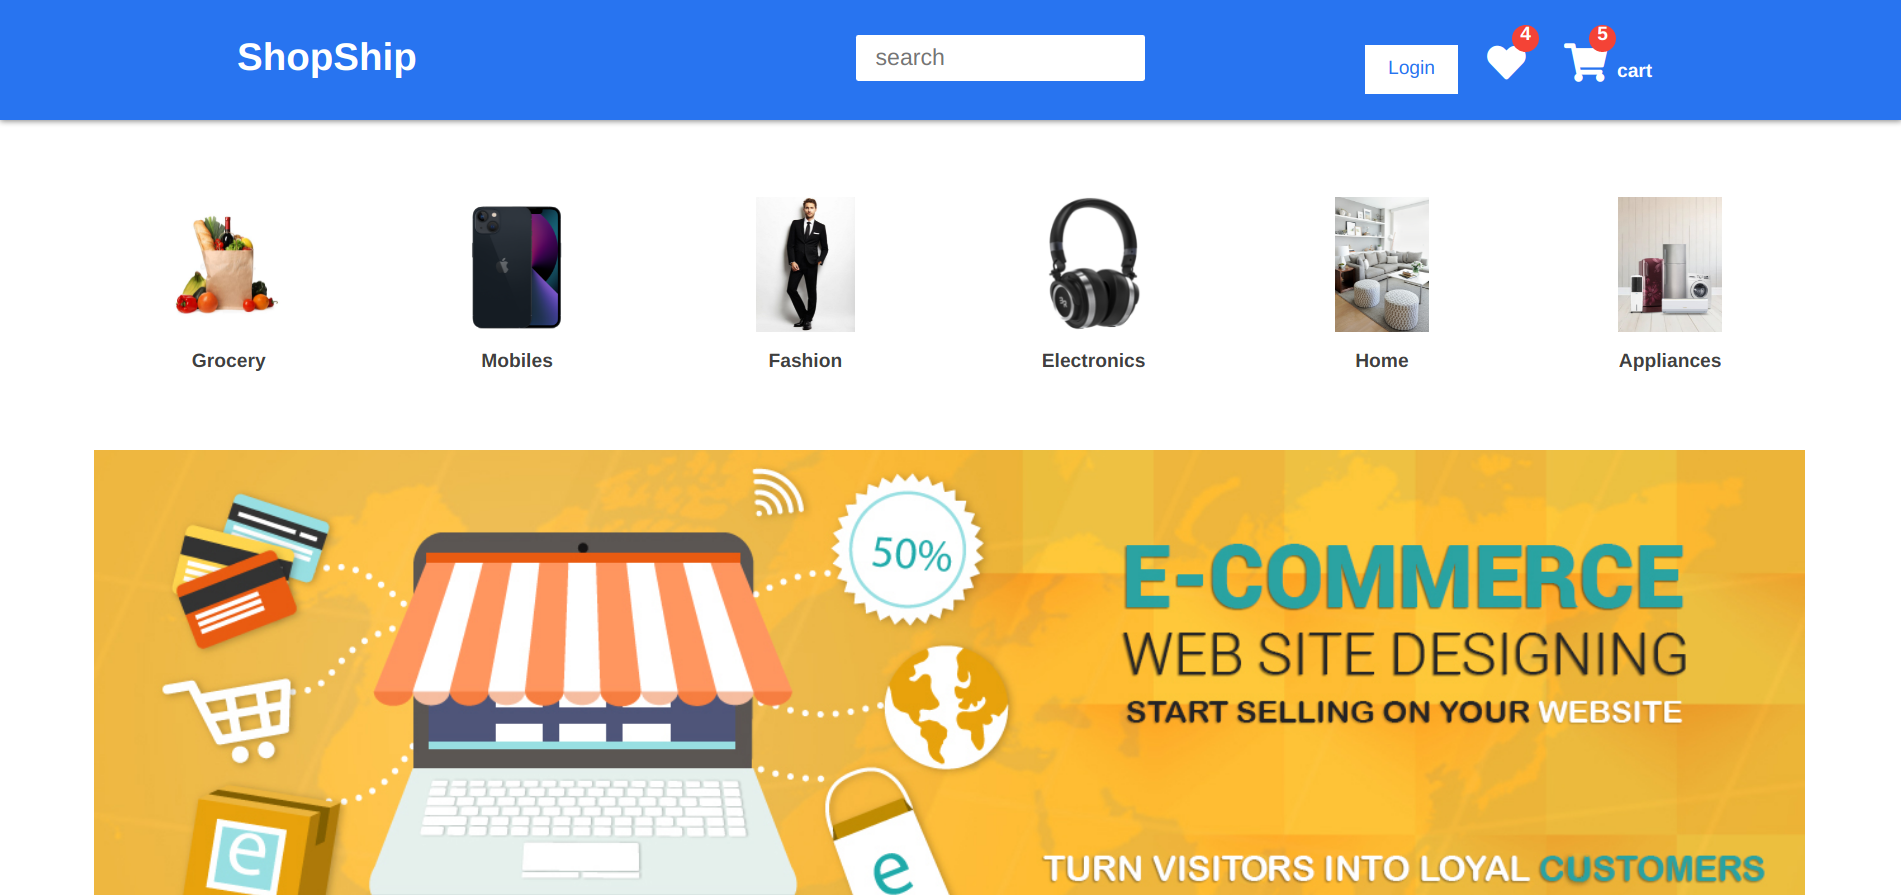 ShopShip
search
Login
4
5
cart
Grocery
Mobiles
Fashion
Electronics
Home
Appliances
50%
E-COMMERCE
WEB SITE DESIGNING
START SELLING ON YOUR WEBSITE
e
e
TURN VISITORS INTO LOYAL CUSTOMERS